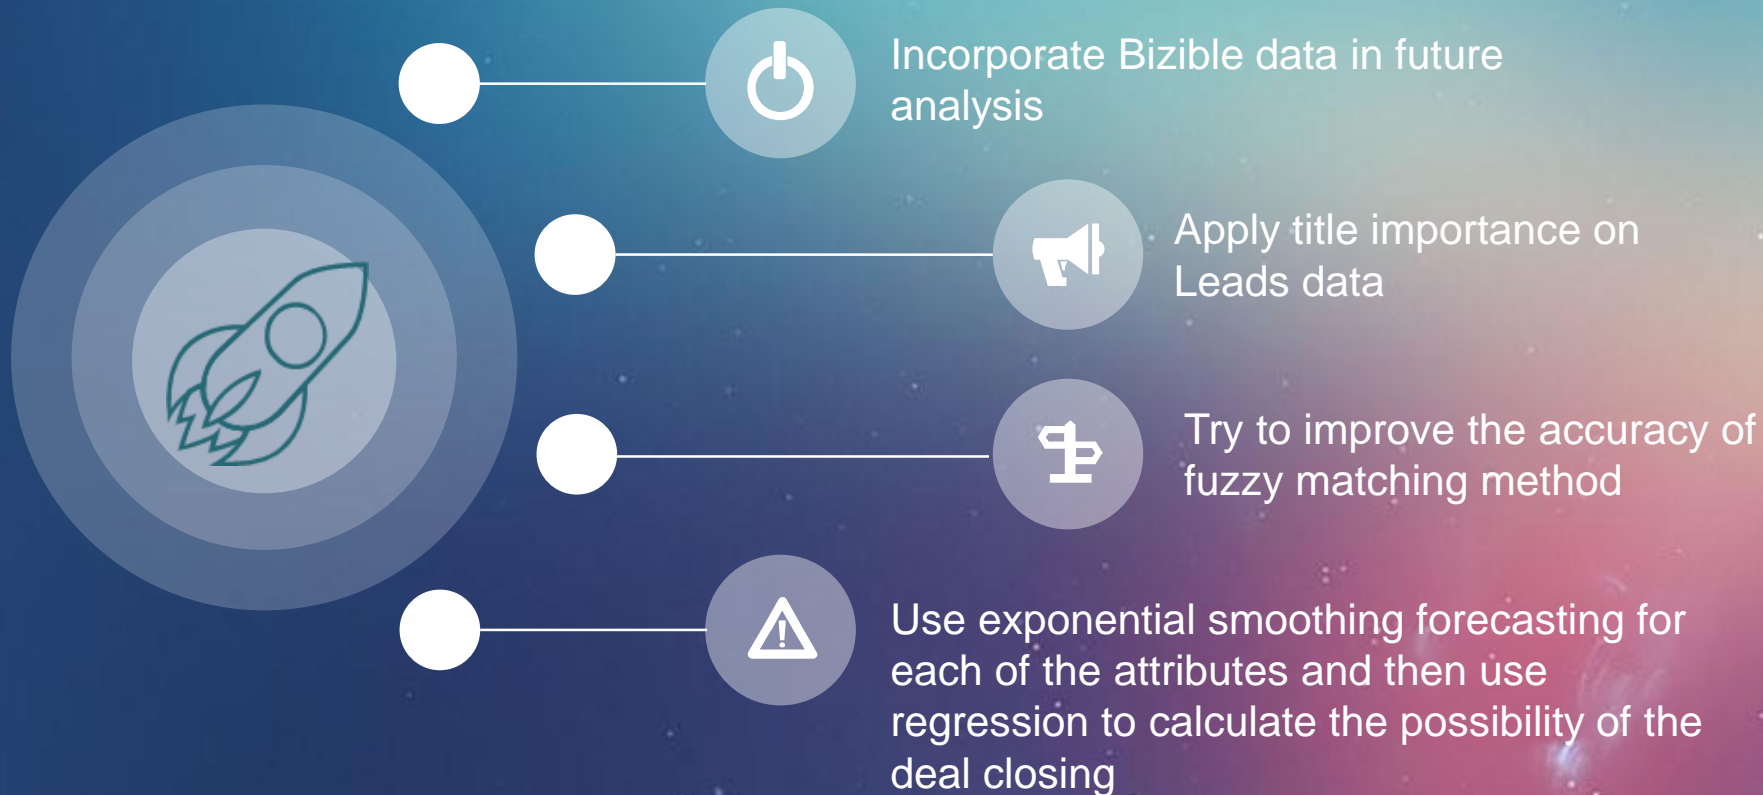 Incorporate Bizible data in future
analysis
Apply title importance on
Leads data
Try to improve the accuracy of
fuzzy matching method
Use exponential smoothing forecasting for
each of the attributes and then use
regression to calculate the possibility of the
deal closing